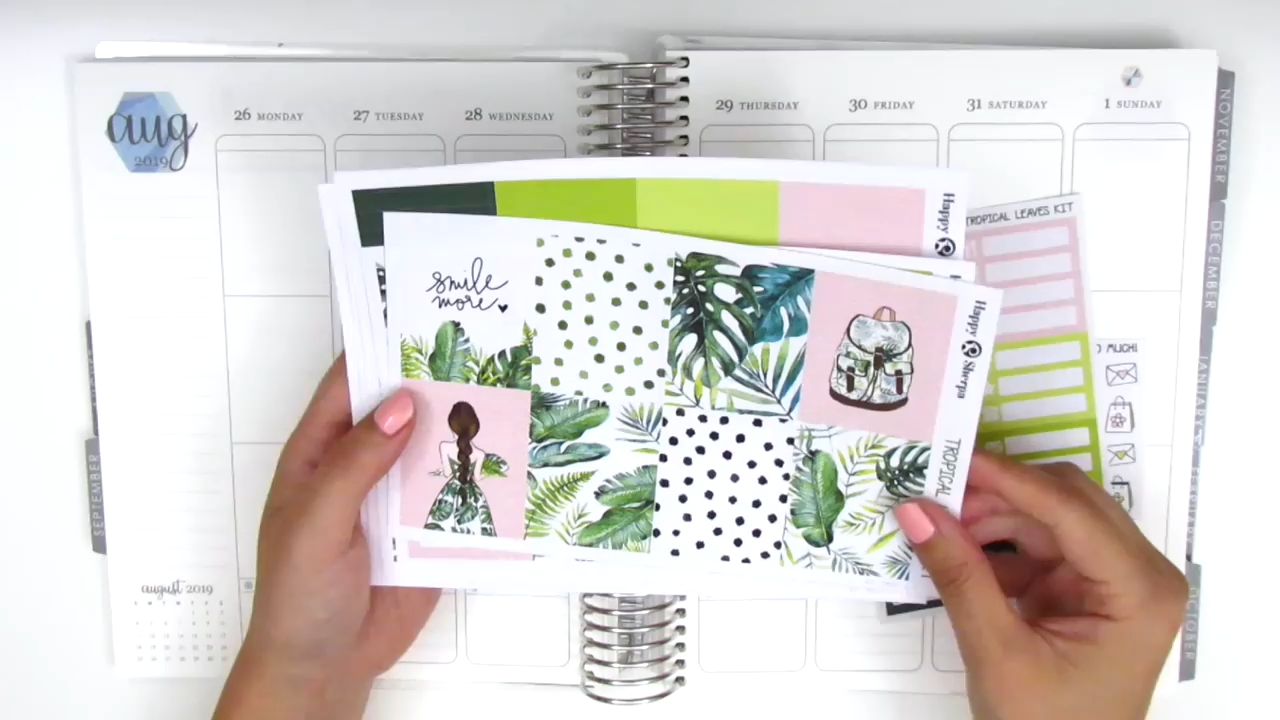 aug
2019
26 MONDAY
27 TUESDAY
28 WEDNESDAY
29 THURSDAY
30 FRIDAY
31 SATURDAY
1 SUNDAY
NOVEMBER
DECEMBER
JANUARY
OCTOBER
SEPTEMBER
Happy
TROPICAL LEAVES KIT
smile
more
Happy Sherpa
TROPICAL
MUCH!
august 2019